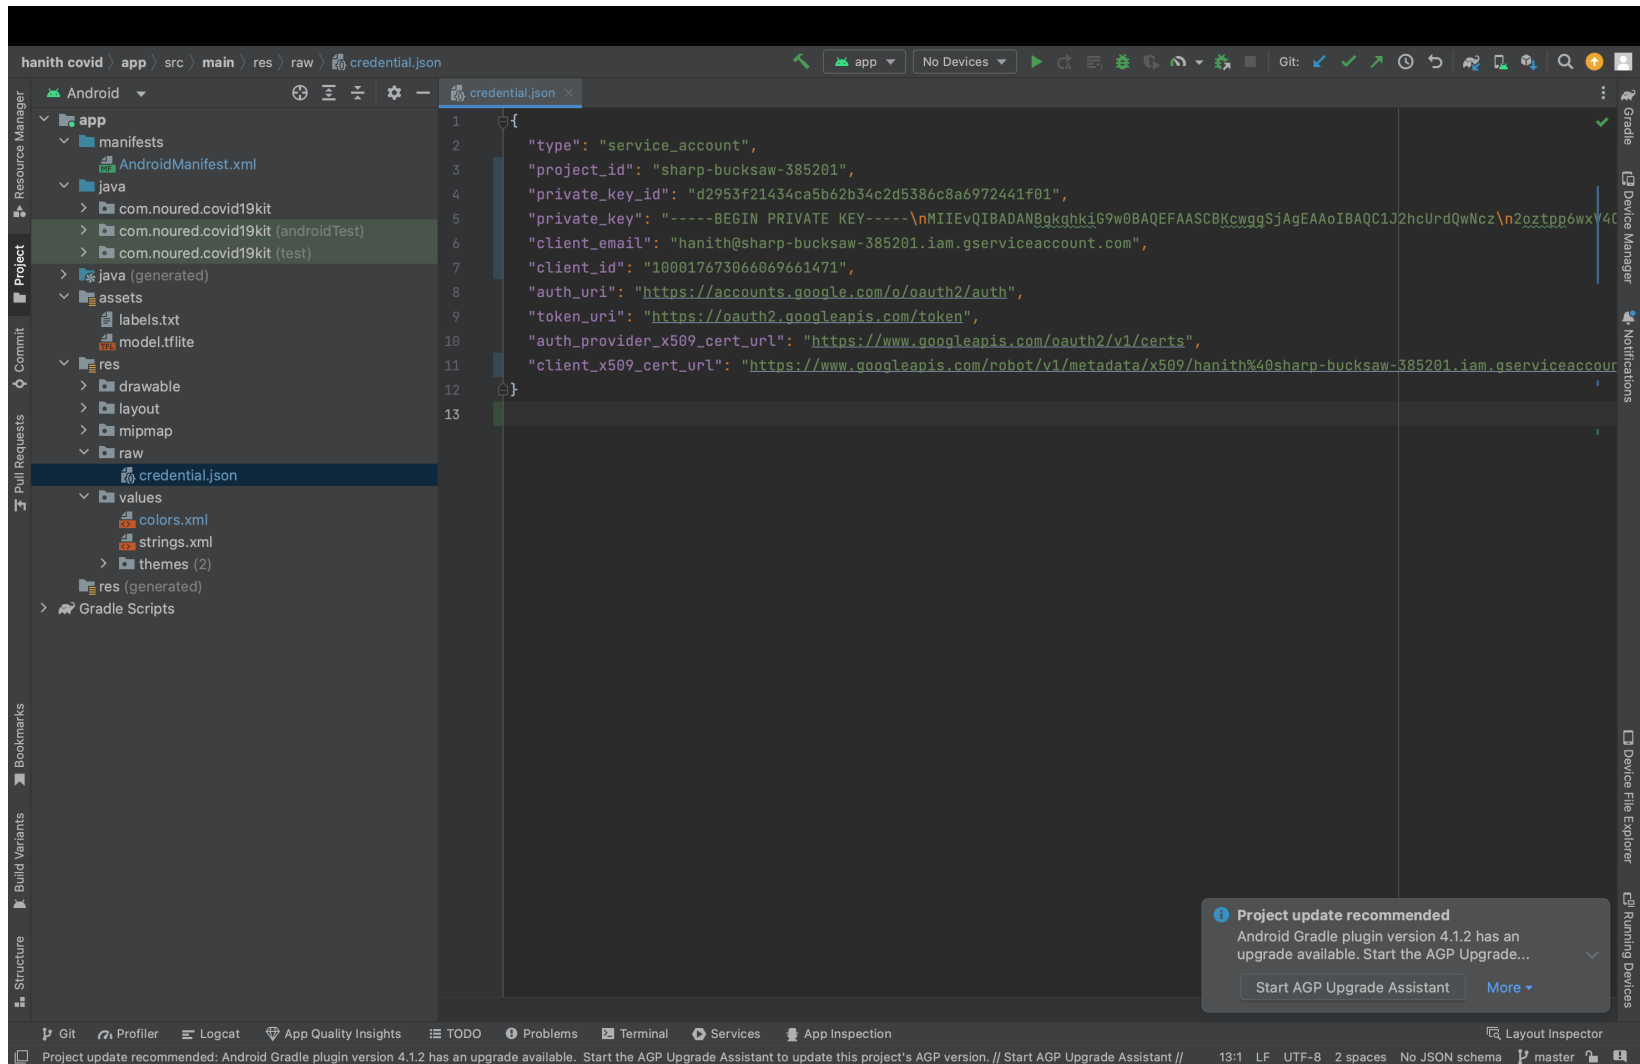 hanith covid app src main res raw credential.json
app No Devices Git:
Android
credential.json
app
manifests
AndroidManifest.xml
java
com.noured.covid19kit
com.noured.covid19kit (androidTest)
com.noured.covid19kit (test)
java (generated)
assets
labels.txt
model.tflite
res
drawable
layout
mipmap
raw
credential.json
values
colors.xml
strings.xml
themes (2)
res (generated)
Gradle Scripts
1 {
2 "type": "service_account",
3 "project_id": "sharp-bucksaw-385201",
4 "private_key_id": "d2953f21434ca5b62b34c2d5386c8a6972441f01",
5 "private_key": "-----BEGIN PRIVATE KEY-----\nMIIEvQIBADANBgkqhkiG9w0BAQEFAASCBKcwggSjAgEAAoIBAQC1J2hcUrdQwNcz\n2oztpp6wxV4C
6 "client_email": "hanith@sharp-bucksaw-385201.iam.gserviceaccount.com",
7 "client_id": "100017673066069661471",
8 "auth_uri": "https://accounts.google.com/o/oauth2/auth",
9 "token_uri": "https://oauth2.googleapis.com/token",
10 "auth_provider_x509_cert_url": "https://www.googleapis.com/oauth2/v1/certs",
11 "client_x509_cert_url": "https://www.googleapis.com/robot/v1/metadata/x509/hanith%40sharp-bucksaw-385201.iam.gserviceaccoun
12 }
13
Resource Manager
Project
Commit
Pull Requests
Bookmarks
Build Variants
Structure
Gradle
Device Manager
Notifications
Device File Explorer
Running Devices
Project update recommended
Android Gradle plugin version 4.1.2 has an
upgrade available. Start the AGP Upgrade...
Start AGP Upgrade Assistant More
Git Profiler Logcat App Quality Insights TODO Problems Terminal Services App Inspection Layout Inspector
Project update recommended: Android Gradle plugin version 4.1.2 has an upgrade available. Start the AGP Upgrade Assistant to update this project's AGP version. // Start AGP Upgrade Assistant // 13:1 LF UTF-8 2 spaces No JSON schema master